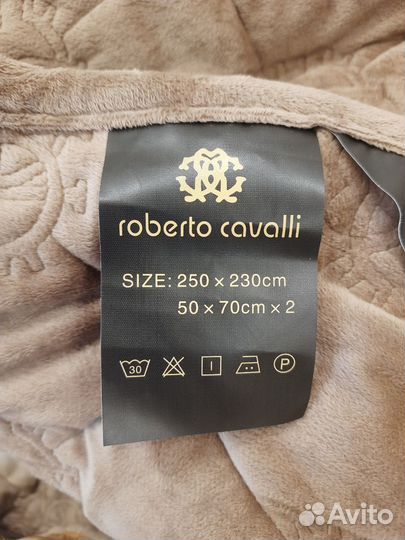 roberto cavalli
SIZE: 250 × 230cm
50 × 70cm × 2
30 P
Avito